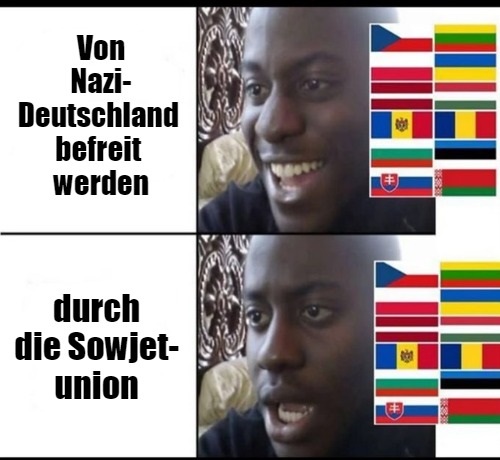 Von
Nazi-
Deutschland
befreit
werden
durch
die Sowjet-
union